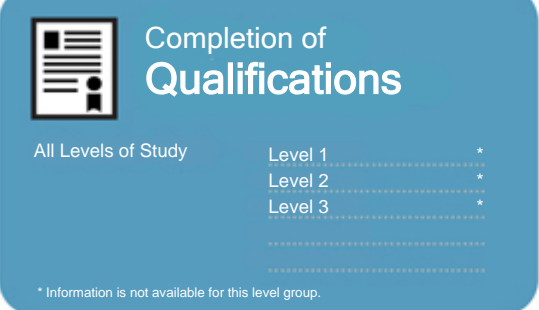 Completion of
Qualifications
All Levels of Study
Level 1 *
Level 2 *
Level 3 *
* Information is not available for this level group.